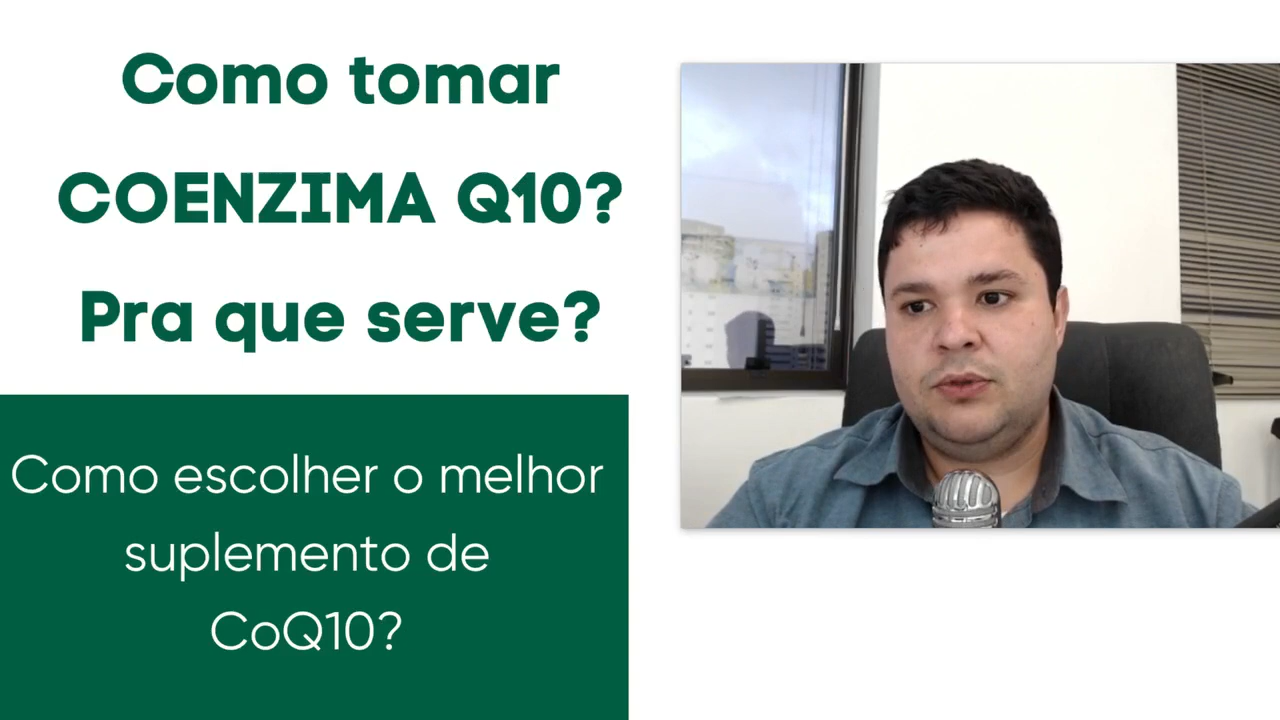 Como tomar
COENZIMA Q10?
Pra que serve?
Como escolher o melhor
suplemento de
CoQ10?